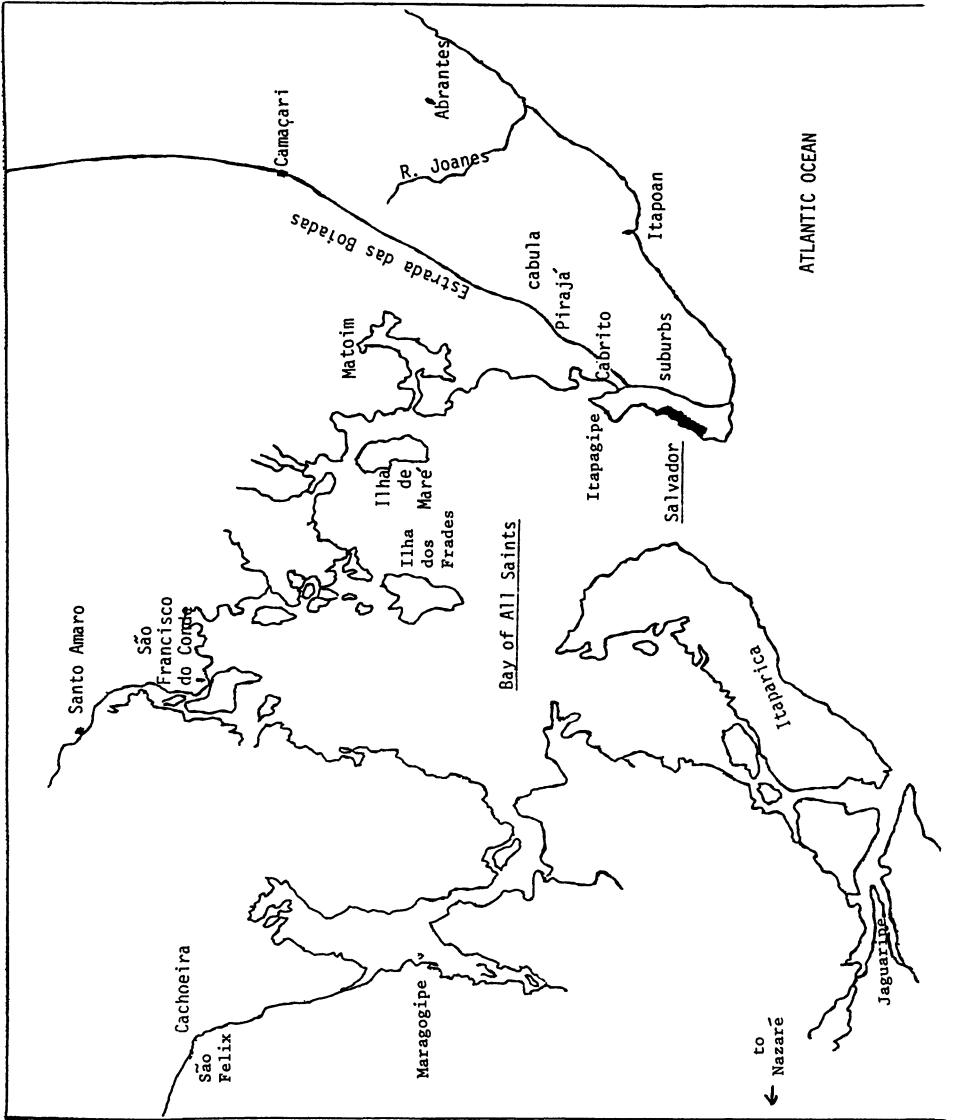 Camaçari
Ábrantes
R. Joanes
Estrada das Boiadas
ATLANTIC OCEAN
Itapoan
cabula
Pirajá
Cabrito
suburbs
Matoim
Itapagipe
Salvador
Ilha
de
Maré
Ilha
dos
Frades
Bay of All Saints
Santo Amaro
São
Francisco
do Conde
Itaparica
Cachoeira
São
Felix
Maragogipe
Jaguaripe
to
Nazaré